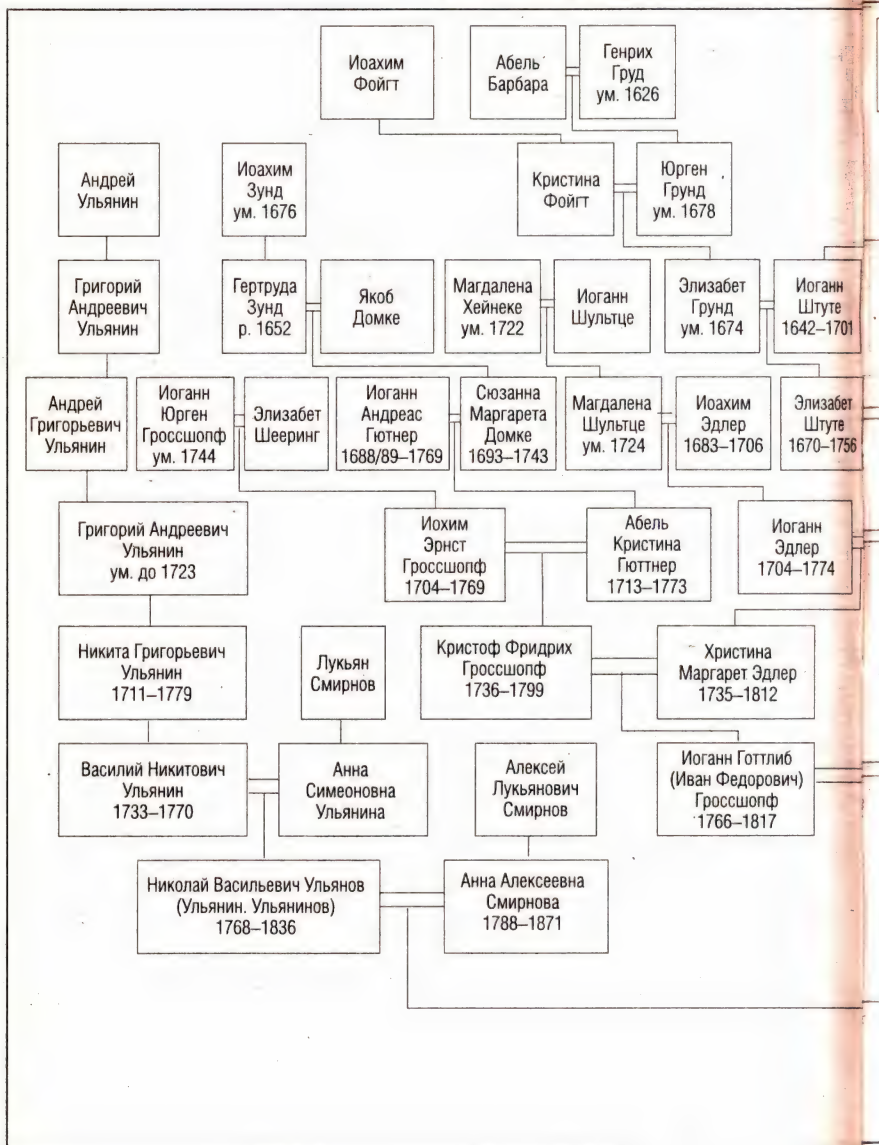 Иоахим
Фойгт
Абель
Барбара
Генрих
Груд
ум. 1626
Андрей
Ульянин
Иоахим
Зунд
ум. 1676
Кристина
Фойгт
Юрген
Грунд
ум. 1678
Григорий
Андреевич
Ульянин
Гертруда
Зунд
р. 1652
Якоб
Домке
Магдалена
Хейнеке
ум. 1722
Иоганн
Шультце
Элизабет
Грунд
ум. 1674
Иоганн
Штуте
1642–1701
Андрей
Григорьевич
Ульянин
Иоганн
Юрген
Гроссшопф
ум. 1744
Элизабет
Шееринг
Иоганн
Андреас
Гютнер
1688/89–1769
Сюзанна
Маргарета
Домке
1693–1743
Магдалена
Шультце
ум. 1724
Иоахим
Эдлер
1683–1706
Элизабет
Штуте
1670–1756
Григорий Андреевич
Ульянин
ум. до 1723
Иохим
Эрнст
Гроссшопф
1704–1769
Абель
Кристина
Гюттнер
1713–1773
Иоганн
Эдлер
1704–1774
Никита Григорьевич
Ульянин
1711–1779
Лукьян
Смирнов
Кристоф Фридрих
Гроссшопф
1736–1799
Христина
Маргарет Эдлер
1735–1812
Василий Никитович
Ульянин
1733–1770
Анна
Симеоновна
Ульянина
Алексей
Лукьянович
Смирнов
Иоганн Готтлиб
(Иван Федорович)
Гроссшопф
1766–1817
Николай Васильевич Ульянов
(Ульянин. Ульянинов)
1768–1836
Анна Алексеевна
Смирнова
1788–1871